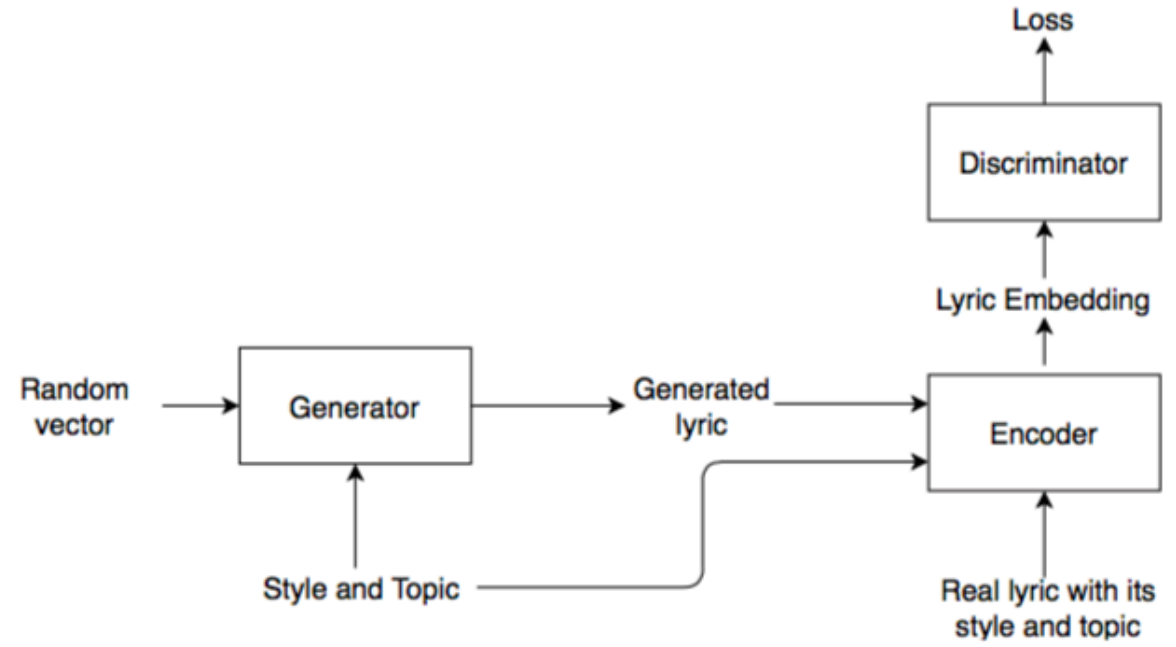 Loss
Discriminator
Lyric Embedding
Random
vector
Generator
Generated
lyric
Encoder
Style and Topic
Real lyric with its
style and topic